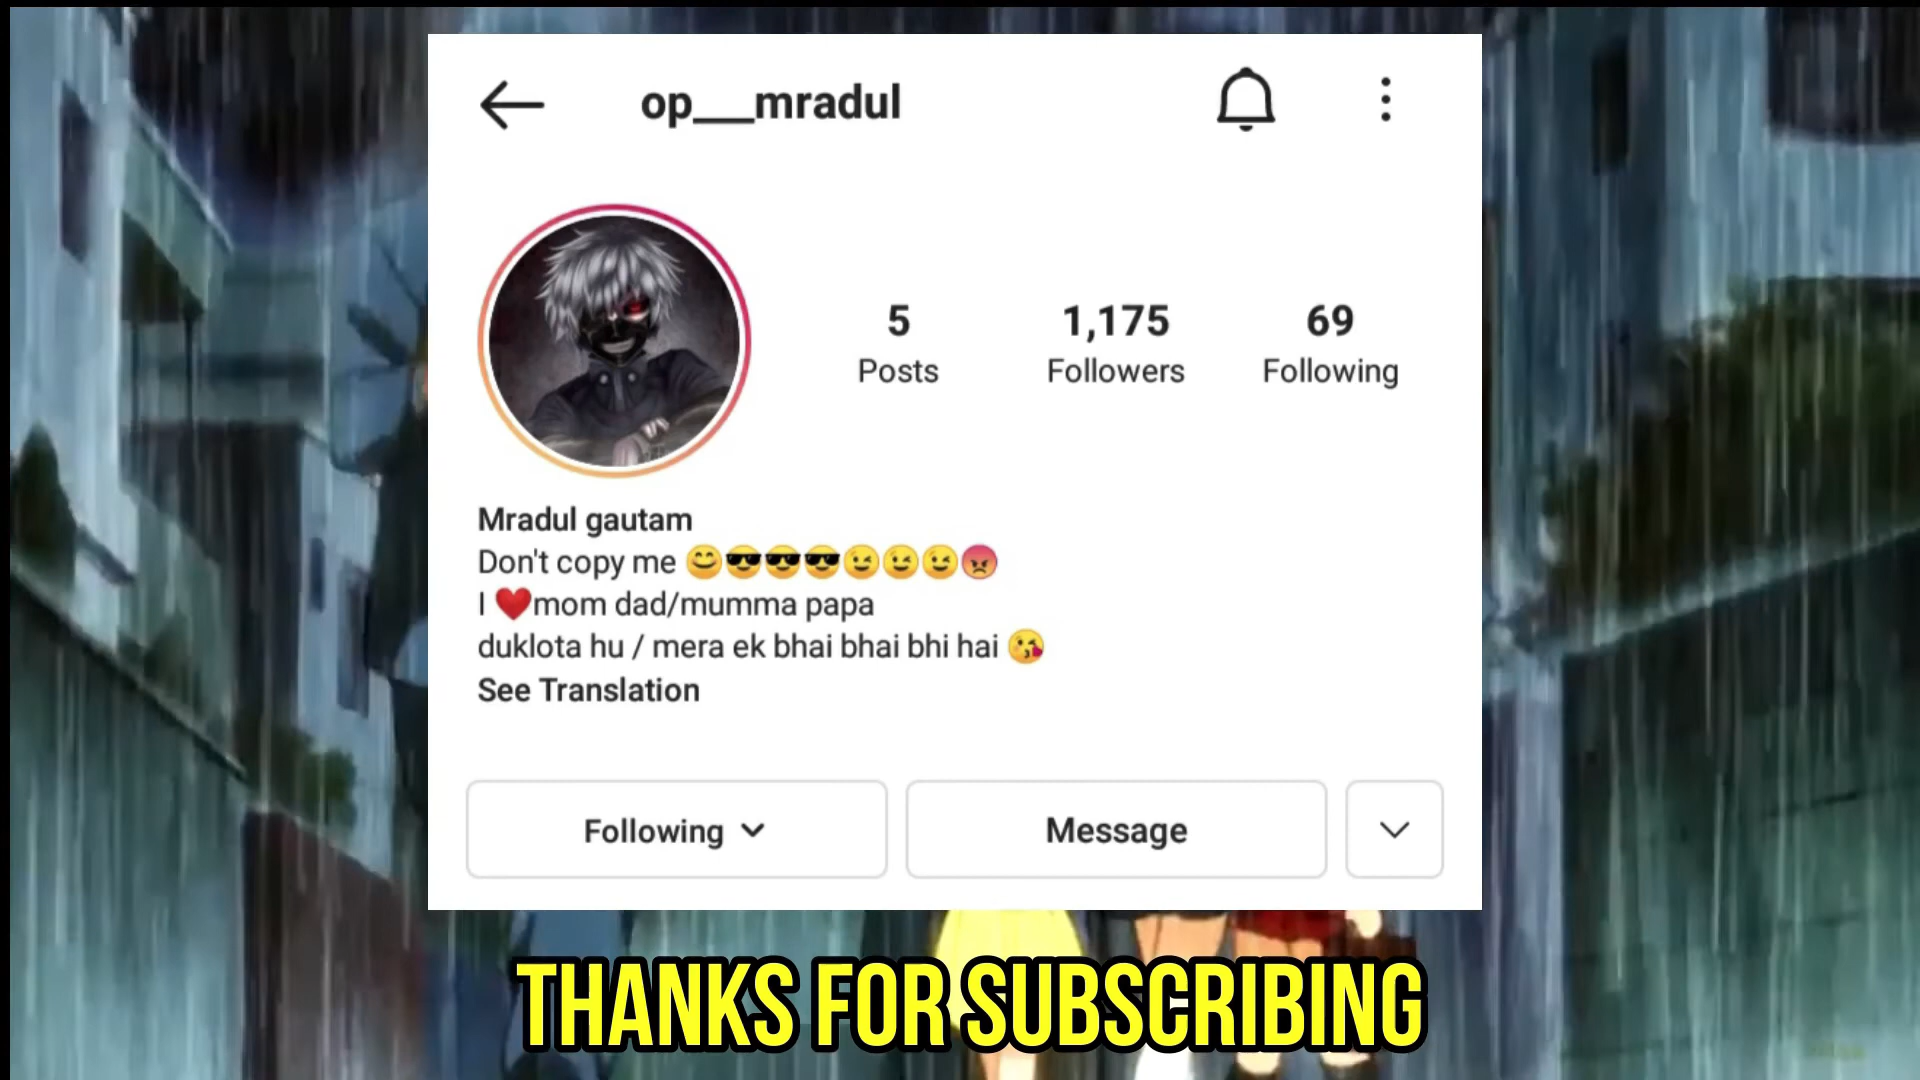 op___mradul
5 1,175 69
Posts Followers Following
Mradul gautam
Don't copy me 😊😎😎😎😉😉😉😡
I ❤️mom dad/mumma papa
duklota hu / mera ek bhai bhai bhi hai 😘
See Translation
Following Message
THANKS FOR SUBSCRIBING